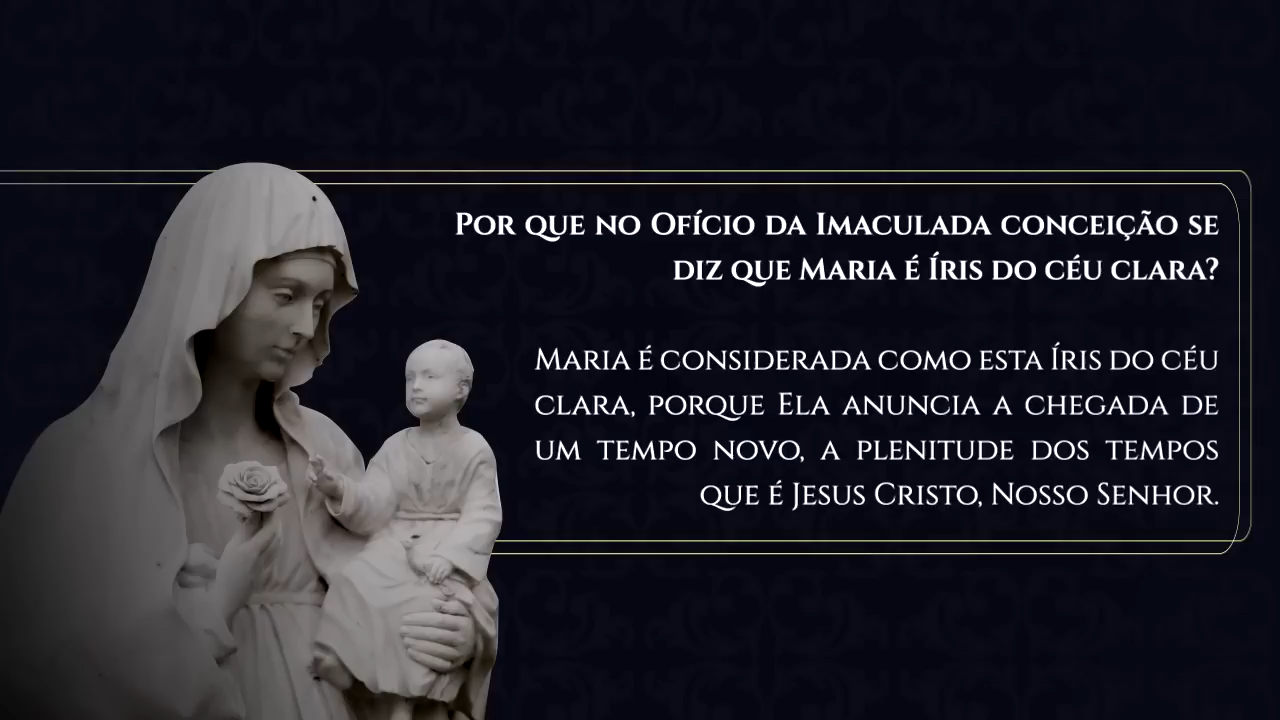 Por que no Ofício da Imaculada conceição se
diz que Maria é Íris do céu clara?
Maria é considerada como esta Íris do céu
clara, porque Ela anuncia a chegada de
um tempo novo, a plenitude dos tempos
que é Jesus Cristo, Nosso Senhor.